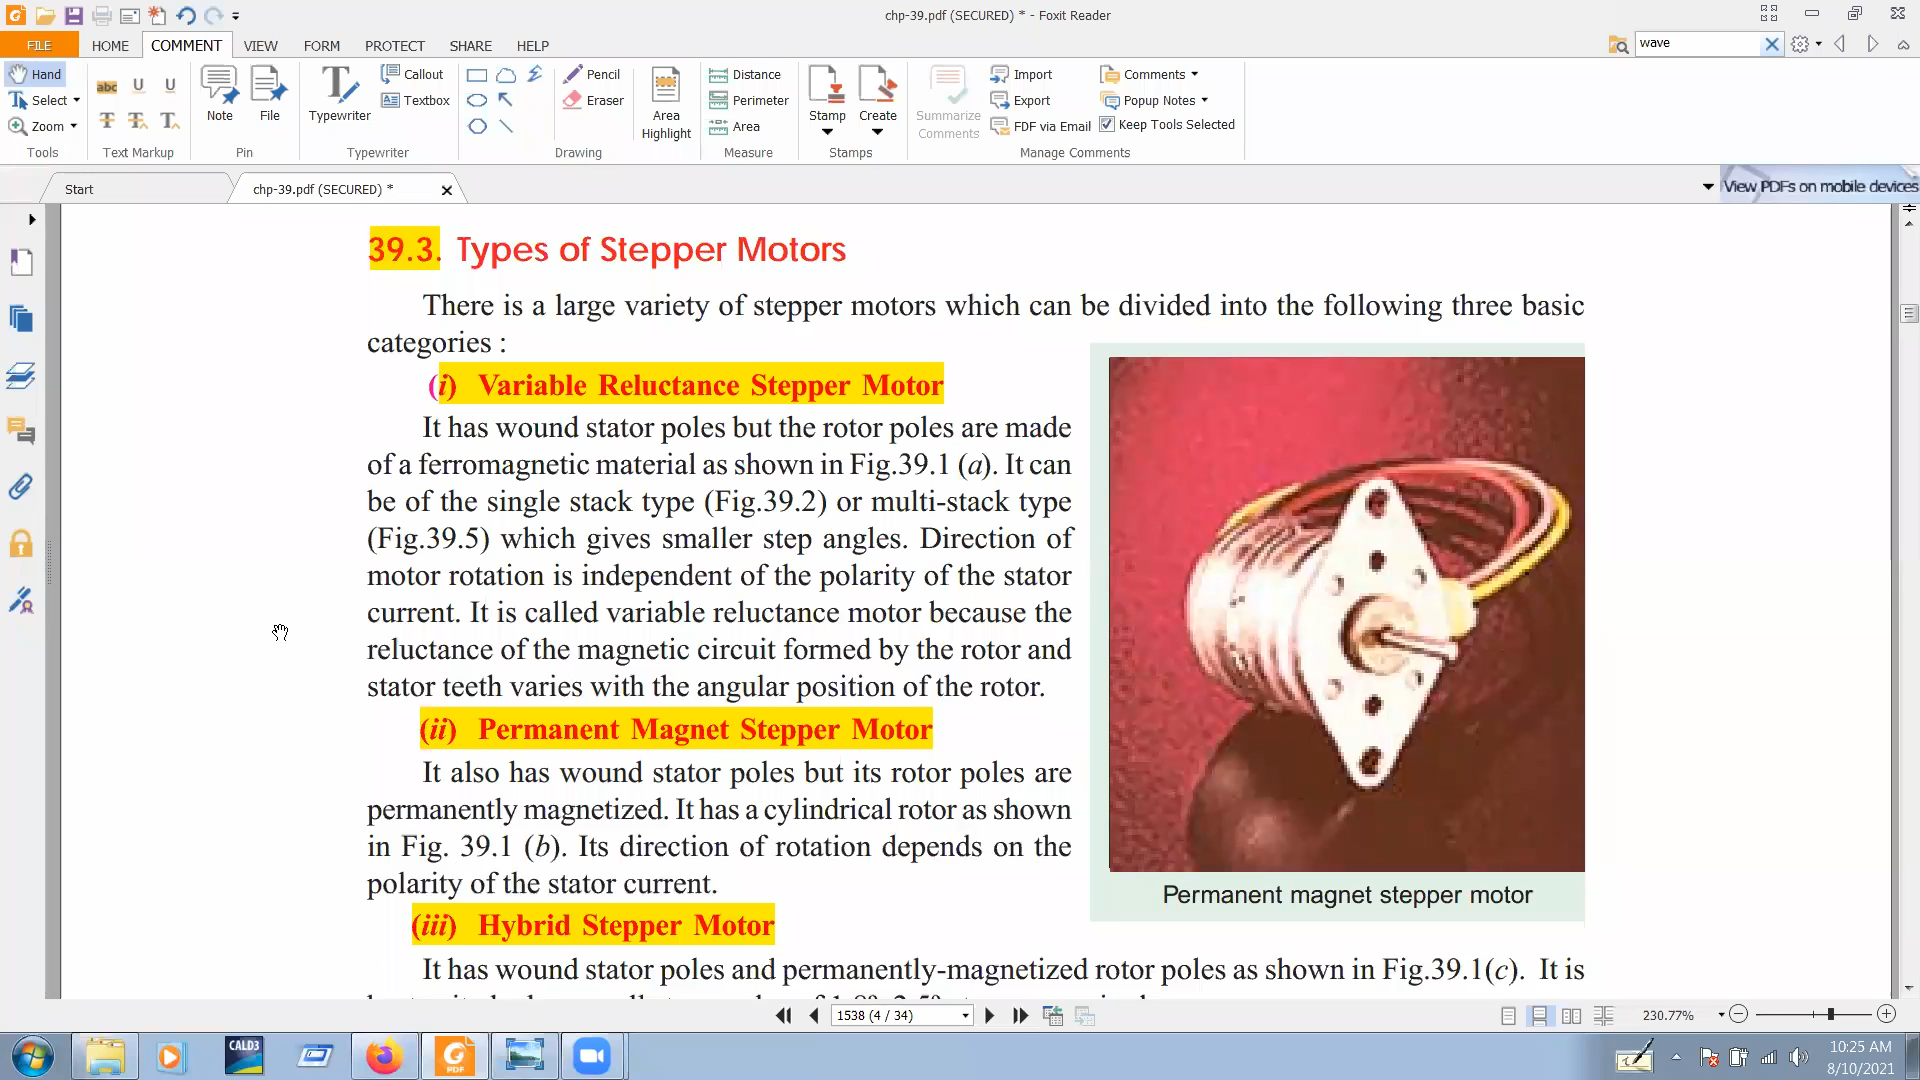 chp-39.pdf (SECURED) * - Foxit Reader
FILE HOME COMMENT VIEW FORM PROTECT SHARE HELP
wave
Hand
Select
Zoom
Tools
abc U U
T T T
Text Markup
Note File
Pin
Typewriter
Callout
Textbox
Typewriter
Pencil
Eraser
Area
Highlight
Drawing
Distance
Perimeter
Area
Measure
Stamp Create
Stamps
Summarize
Comments
Import
Export
FDF via Email
Comments
Popup Notes
Keep Tools Selected
Manage Comments
Start
chp-39.pdf (SECURED) *
View PDFs on mobile devices
39.3. Types of Stepper Motors
There is a large variety of stepper motors which can be divided into the following three basic
categories :
(i) Variable Reluctance Stepper Motor
It has wound stator poles but the rotor poles are made
of a ferromagnetic material as shown in Fig.39.1 (a). It can
be of the single stack type (Fig.39.2) or multi-stack type
(Fig.39.5) which gives smaller step angles. Direction of
motor rotation is independent of the polarity of the stator
current. It is called variable reluctance motor because the
reluctance of the magnetic circuit formed by the rotor and
stator teeth varies with the angular position of the rotor.
(ii) Permanent Magnet Stepper Motor
It also has wound stator poles but its rotor poles are
permanently magnetized. It has a cylindrical rotor as shown
in Fig. 39.1 (b). Its direction of rotation depends on the
polarity of the stator current.
Permanent magnet stepper motor
(iii) Hybrid Stepper Motor
It has wound stator poles and permanently-magnetized rotor poles as shown in Fig.39.1(c). It is
1538 (4 / 34)
230.77%
CALD3
PDF
10:25 AM
8/10/2021